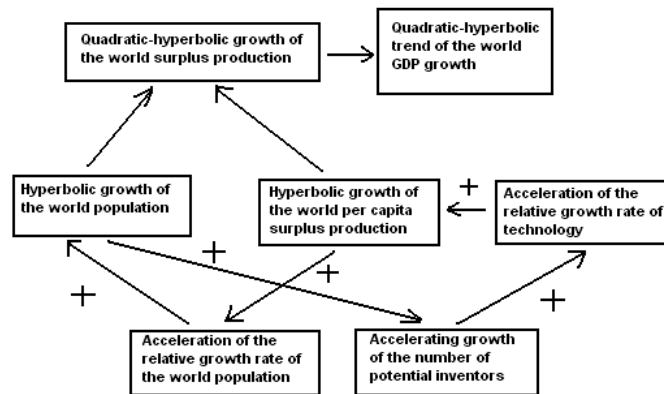 Quadratic-hyperbolic growth of
the world surplus production
Quadratic-hyperbolic
trend of the world
GDP growth
Hyperbolic growth of
the world population
Hyperbolic growth of
the world per capita
surplus production
+
Acceleration of the
relative growth rate of
technology
+
+
+
+
Acceleration of the
relative growth rate of
the world population
Accelerating growth
of the number of
potential inventors